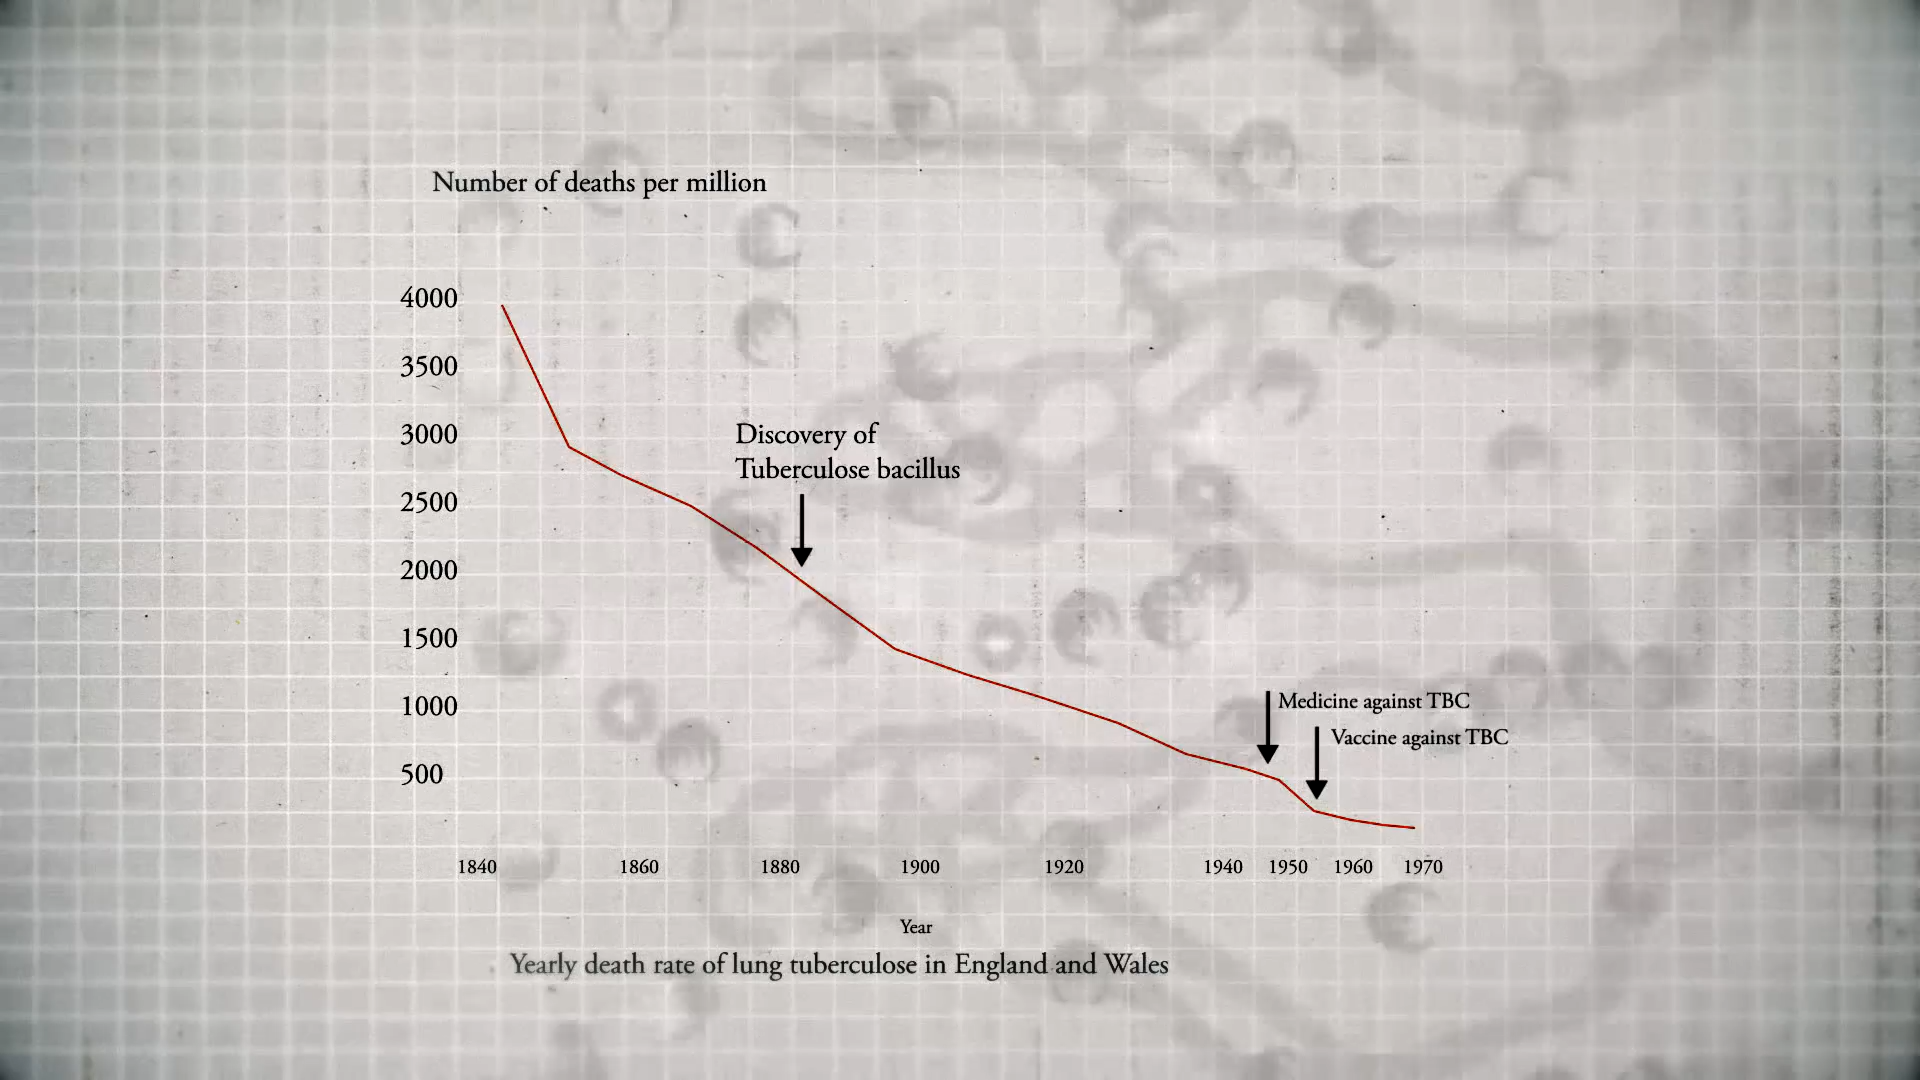 Number of deaths per million
4000
3500
3000
Discovery of
Tuberculose bacillus
2500
2000
1500
1000
Medicine against TBC
Vaccine against TBC
500
1840 1860 1880 1900 1920 1940 1950 1960 1970
Year
Yearly death rate of lung tuberculose in England and Wales